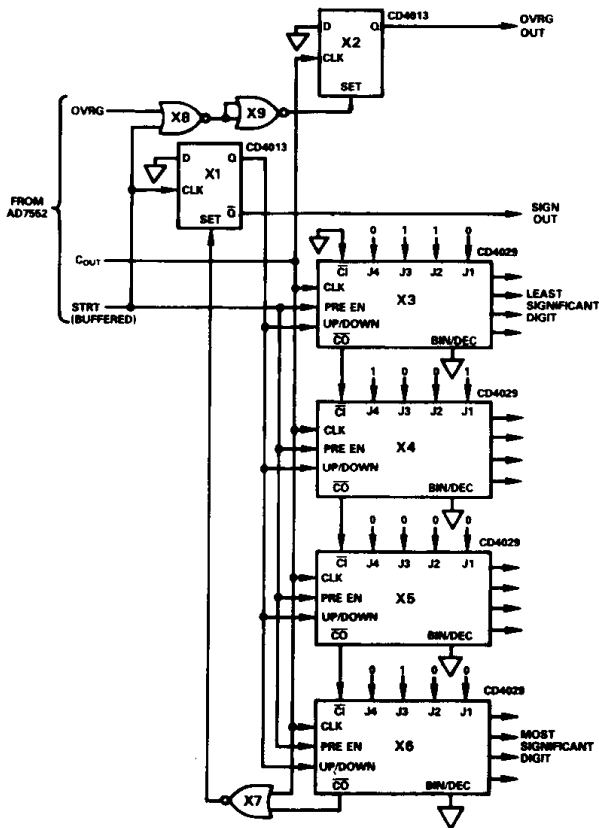 CD4013
OVRG
OUT
D
Q
X2
CLK
SET
OVRG
X8
X9
CD4013
D
Q
X1
CLK
SET
Q̅
FROM
AD7552
SIGN
OUT
COUT
STRT
(BUFFERED)
0 1 1 0
CD4029
C̅I̅ J4 J3 J2 J1
CLK
X3
PRE EN
UP/DOWN
C̅O̅
BIN/DEC
LEAST
SIGNIFICANT
DIGIT
1 0 0 1
CD4029
C̅I̅ J4 J3 J2 J1
CLK
X4
PRE EN
UP/DOWN
C̅O̅
BIN/DEC
0 0 0 0
CD4029
C̅I̅ J4 J3 J2 J1
CLK
X5
PRE EN
UP/DOWN
C̅O̅
BIN/DEC
0 1 0 0
CD4029
C̅I̅ J4 J3 J2 J1
CLK
X6
PRE EN
UP/DOWN
C̅O̅
BIN/DEC
MOST
SIGNIFICANT
DIGIT
X7